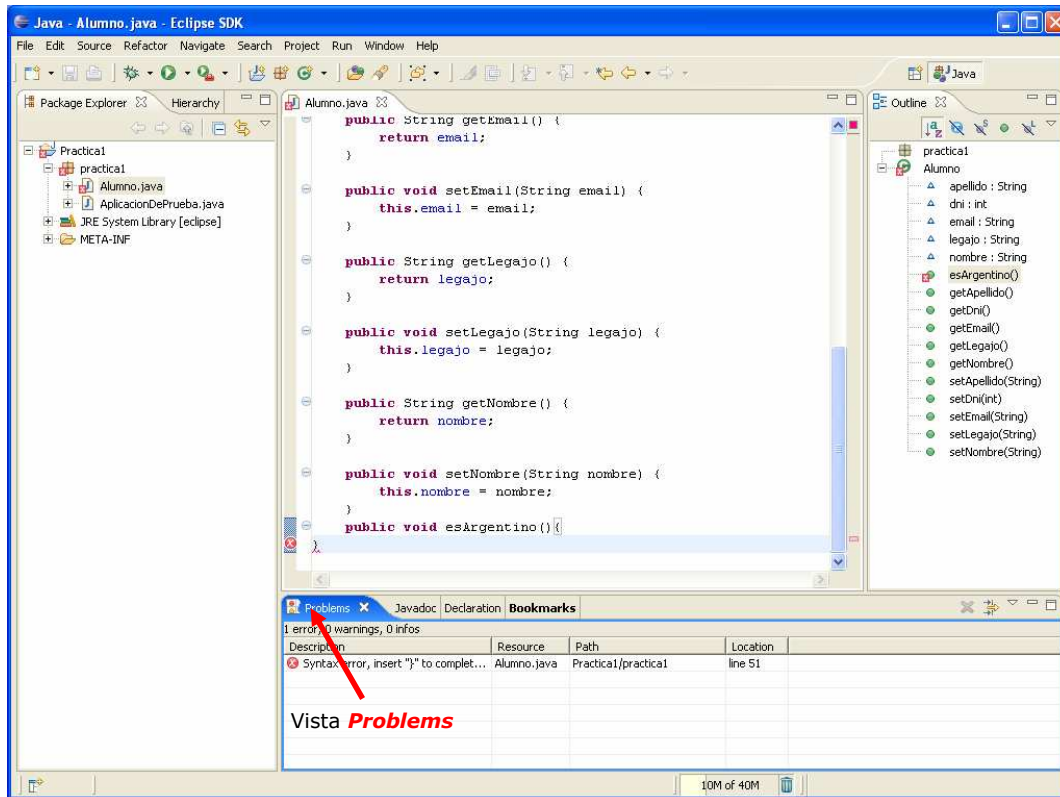 Java - Alumno.java - Eclipse SDK
File Edit Source Refactor Navigate Search Project Run Window Help
Java
Package Explorer Hierarchy
Practica1
practica1
Alumno.java
AplicacionDePrueba.java
JRE System Library [eclipse]
META-INF
Alumno.java
public String getEmail() {
return email;
}
public void setEmail(String email) {
this.email = email;
}
public String getLegajo() {
return legajo;
}
public void setLegajo(String legajo) {
this.legajo = legajo;
}
public String getNombre() {
return nombre;
}
public void setNombre(String nombre) {
this.nombre = nombre;
}
public void esArgentino(){
}
Outline
practica1
Alumno
apellido : String
dni : int
email : String
legajo : String
nombre : String
esArgentino()
getApellido()
getDni()
getEmail()
getLegajo()
getNombre()
setApellido(String)
setDni(int)
setEmail(String)
setLegajo(String)
setNombre(String)
Problems Javadoc Declaration Bookmarks
1 error, 0 warnings, 0 infos
Description Resource Path Location
Syntax error, insert "}" to complet... Alumno.java Practica1/practica1 line 51
Vista Problems
10M of 40M